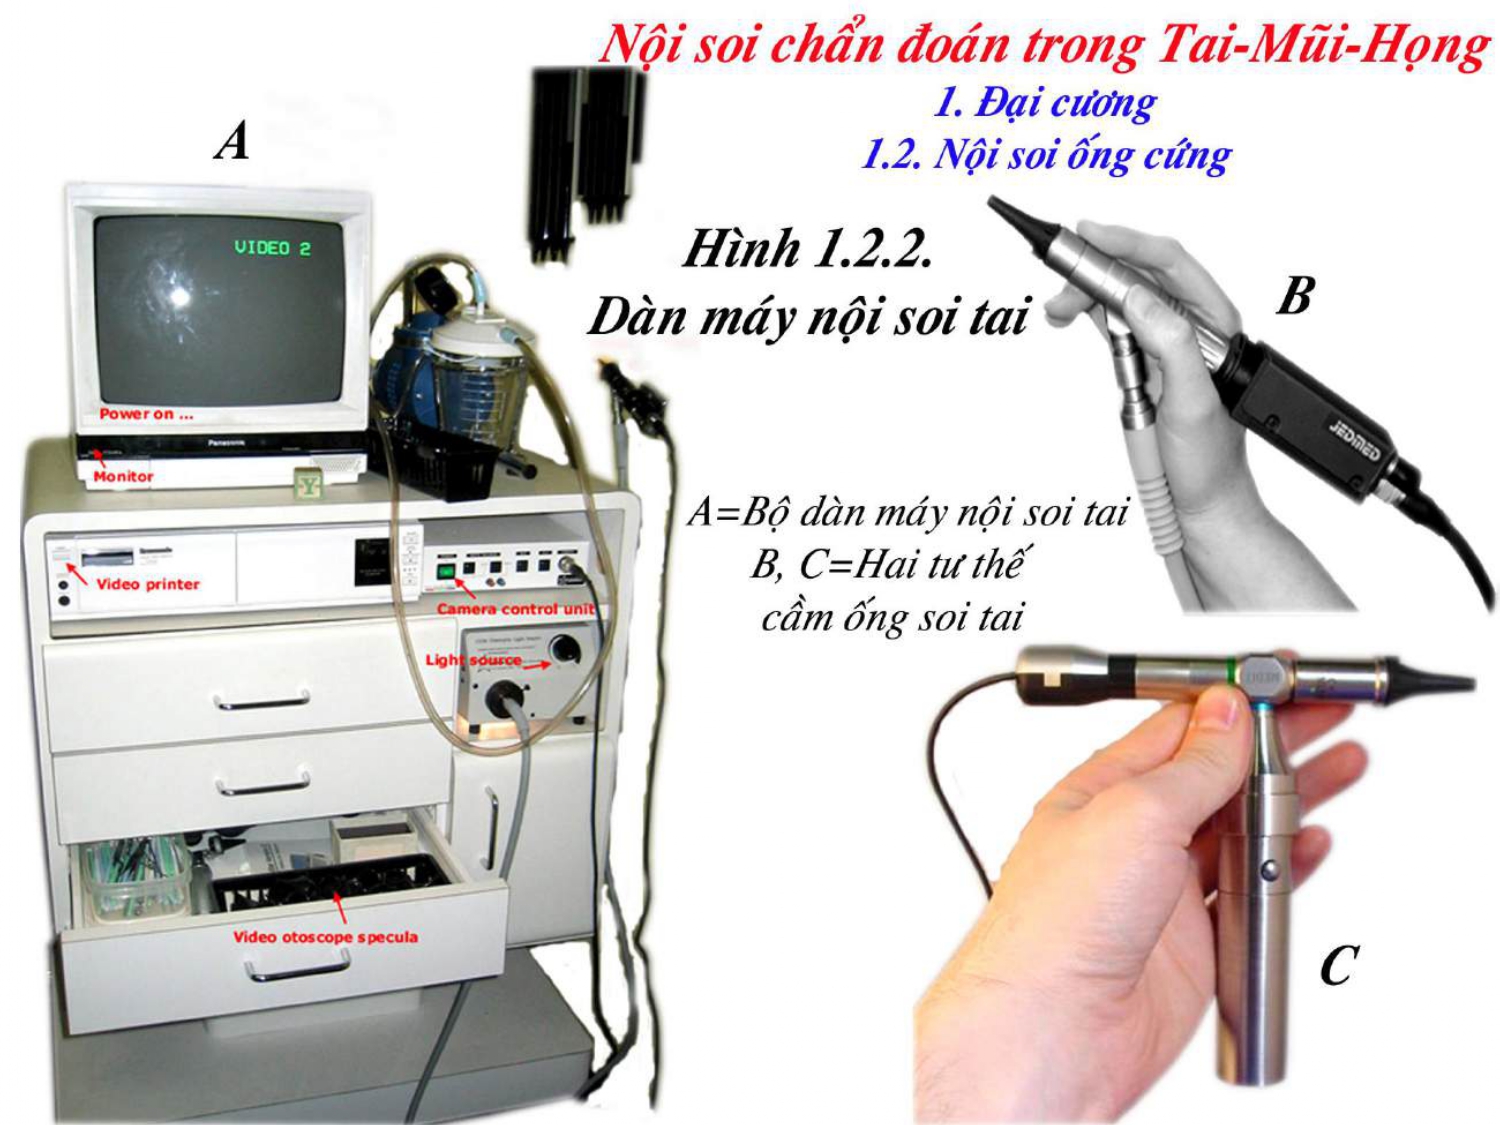 Nội soi chẩn đoán trong Tai-Mũi-Họng
1. Đại cương
1.2. Nội soi ống cứng
A
Hình 1.2.2.
Dàn máy nội soi tai
B
VIDEO 2
Power on ...
Panasonic
Monitor
Y
JEDMED
A=Bộ dàn máy nội soi tai
B, C=Hai tư thế
cầm ống soi tai
Video printer
Camera control unit
Light source
Video otoscope specula
C